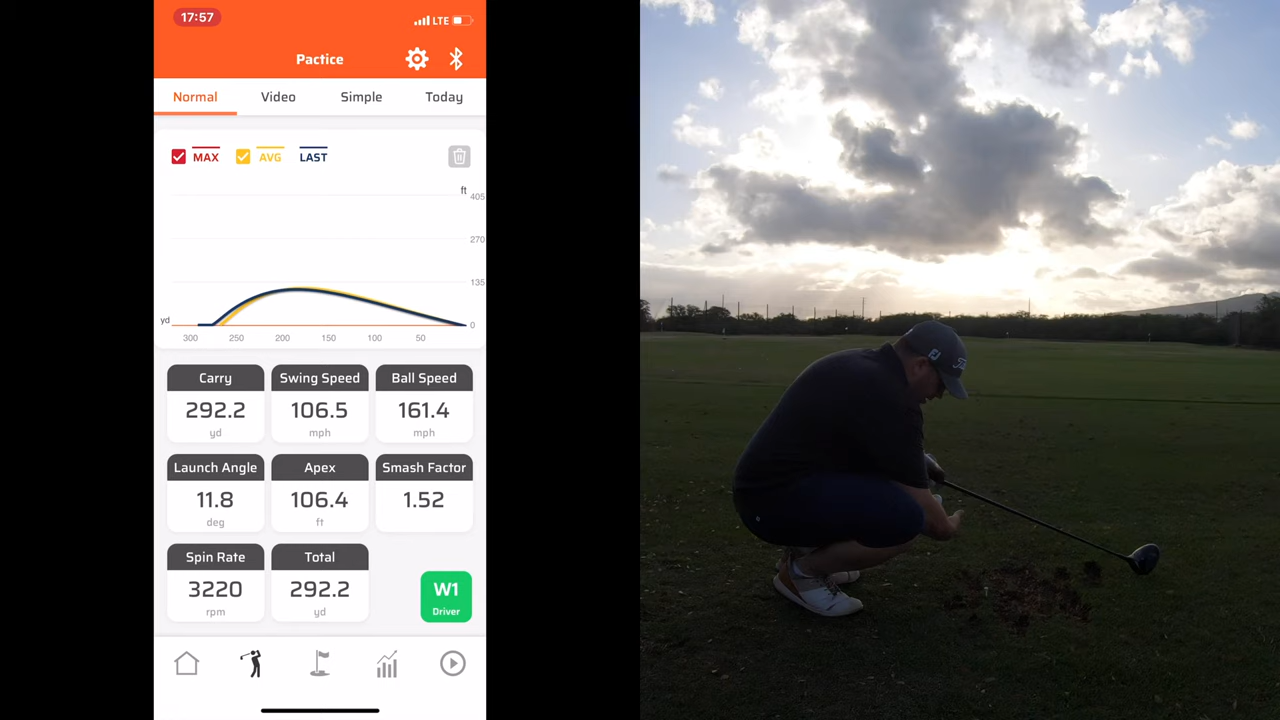 17:57
LTE
Pactice
Normal Video Simple Today
MAX AVG LAST
ft
405
270
135
0
yd
300 250 200 150 100 50
Carry Swing Speed Ball Speed
292.2 106.5 161.4
yd mph mph
Launch Angle Apex Smash Factor
11.8 106.4 1.52
deg ft
Spin Rate Total
3220 292.2
rpm yd
W1
Driver
FJ